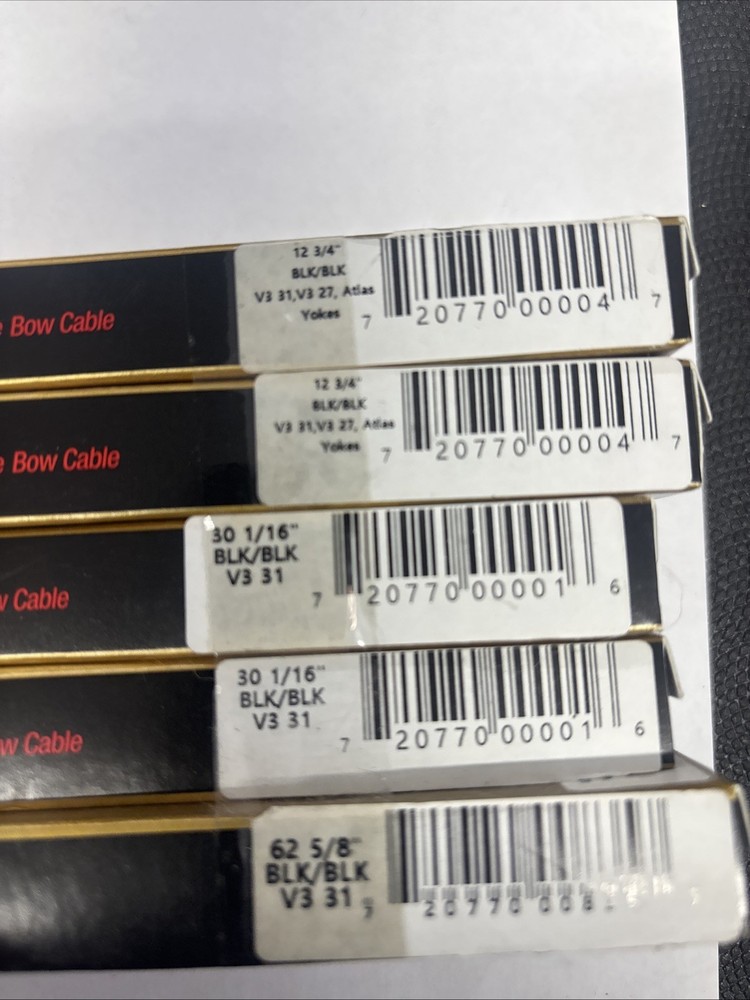 Bow Cable
12 3/4"
BLK/BLK
V3 31,V3 27, Atlas
Yokes
7 20770 00004 7
Bow Cable
12 3/4"
BLK/BLK
V3 31,V3 27, Atlas
Yokes
7 20770 00004 7
Cable
30 1/16"
BLK/BLK
V3 31
7 20770 00001 6
Cable
30 1/16"
BLK/BLK
V3 31
7 20770 00001 6
62 5/8"
BLK/BLK
V3 31
7 20770